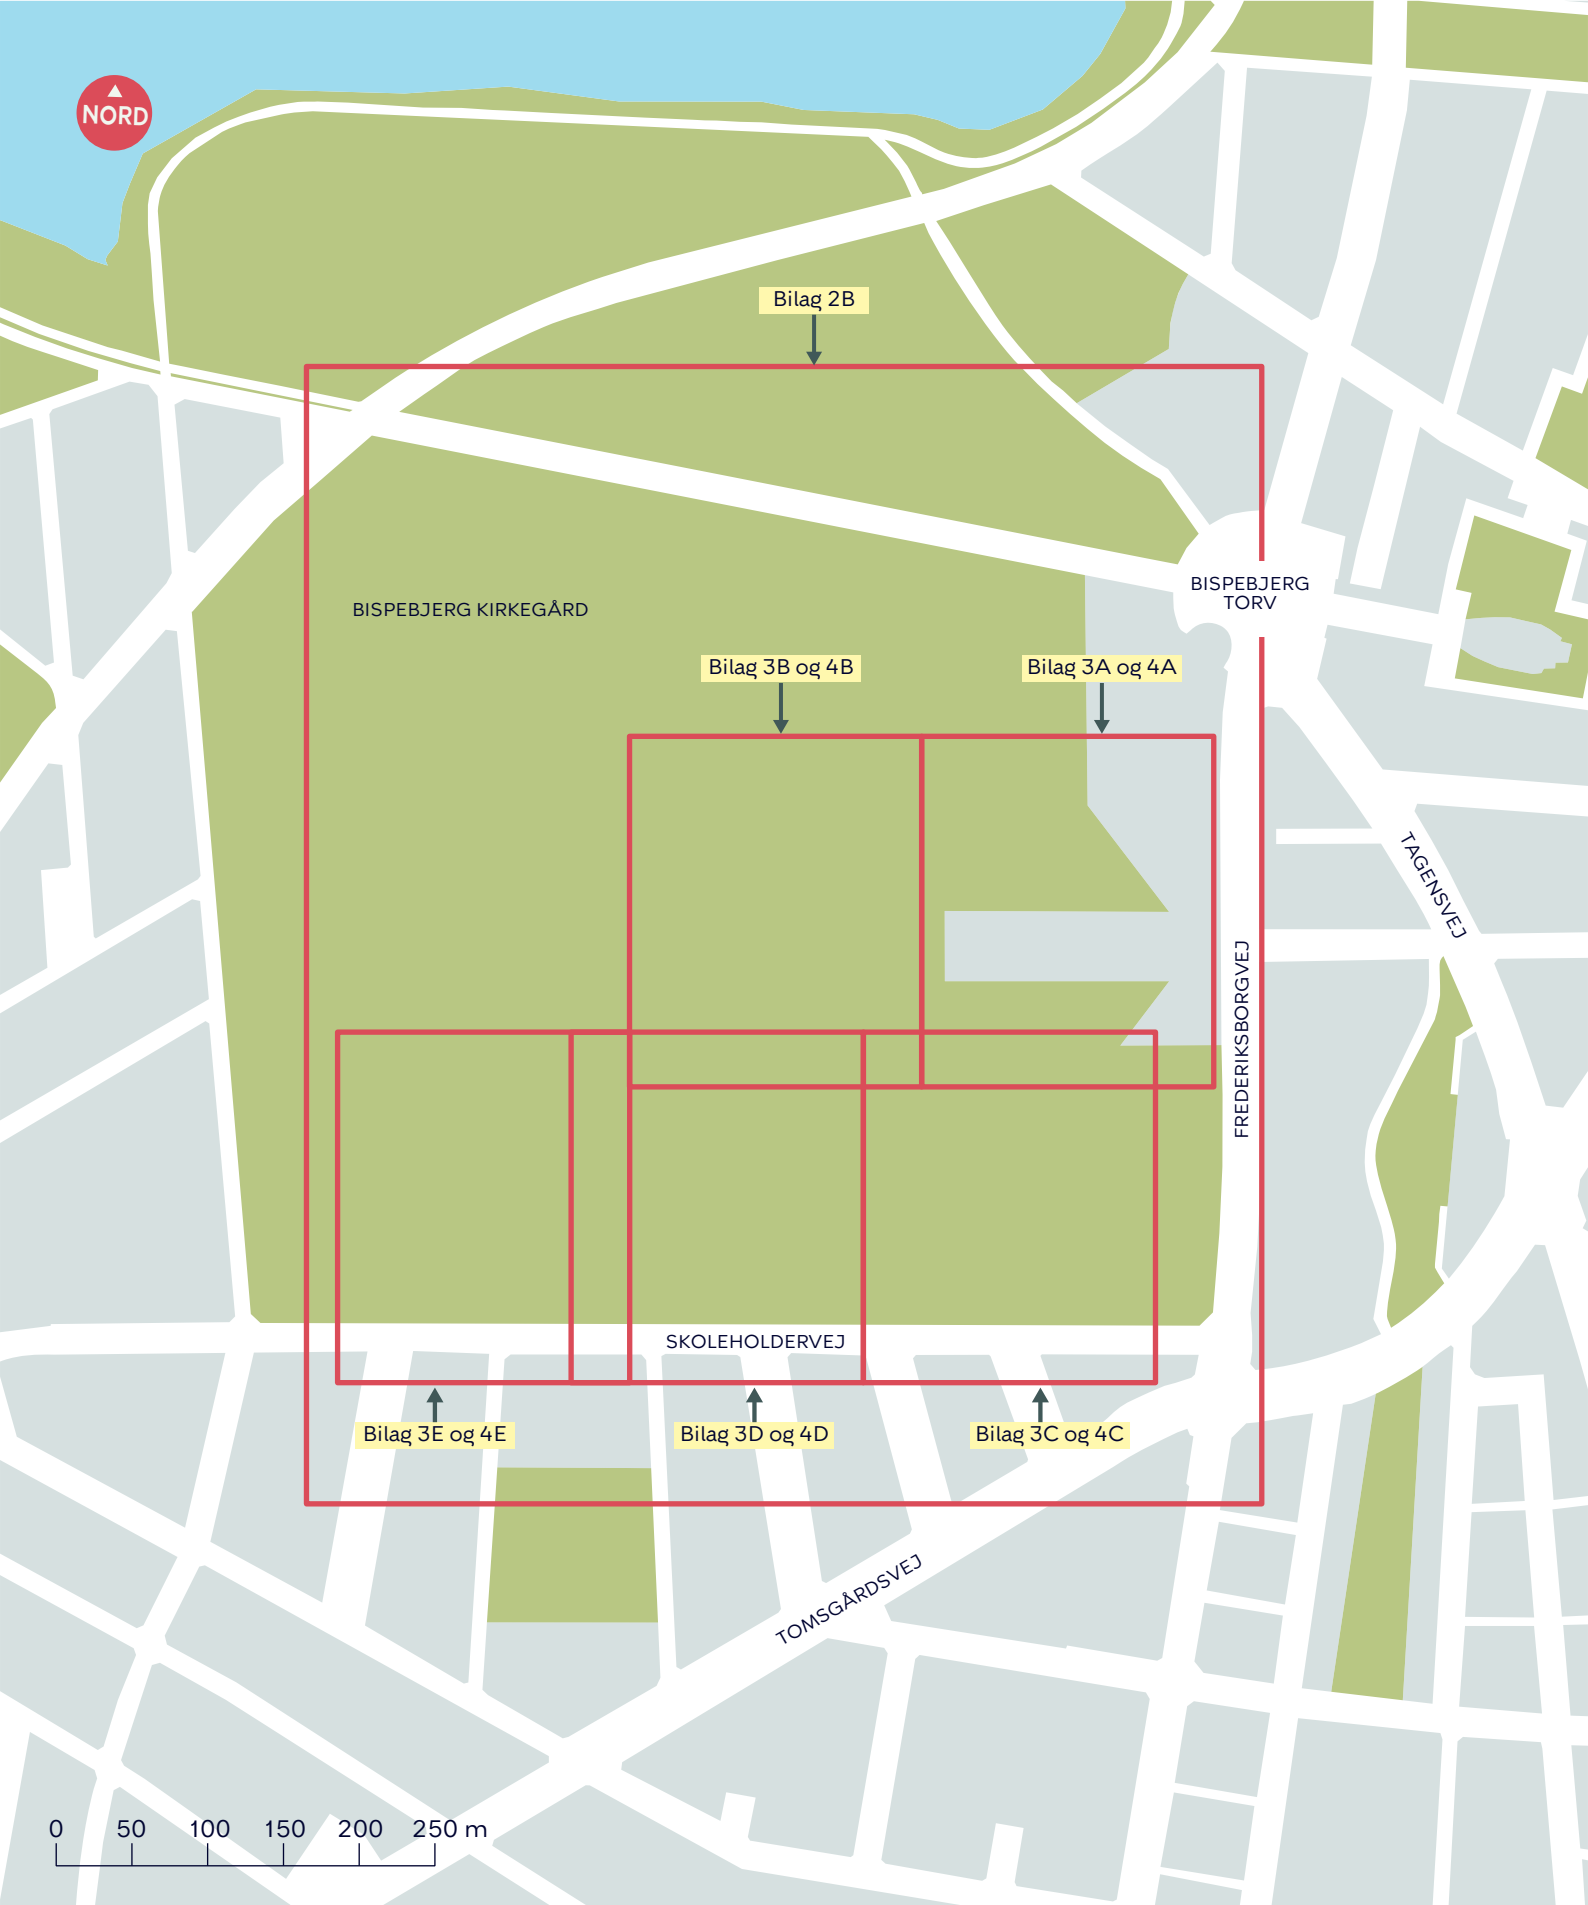 NORD
Bilag 2B
BISPEBJERG
TORV
BISPEBJERG KIRKEGÅRD
Bilag 3B og 4B
Bilag 3A og 4A
TAGENSVEJ
FREDERIKSBORGVEJ
SKOLEHOLDERVEJ
Bilag 3E og 4E
Bilag 3D og 4D
Bilag 3C og 4C
TOMSGÅRDSVEJ
0 50 100 150 200 250 m